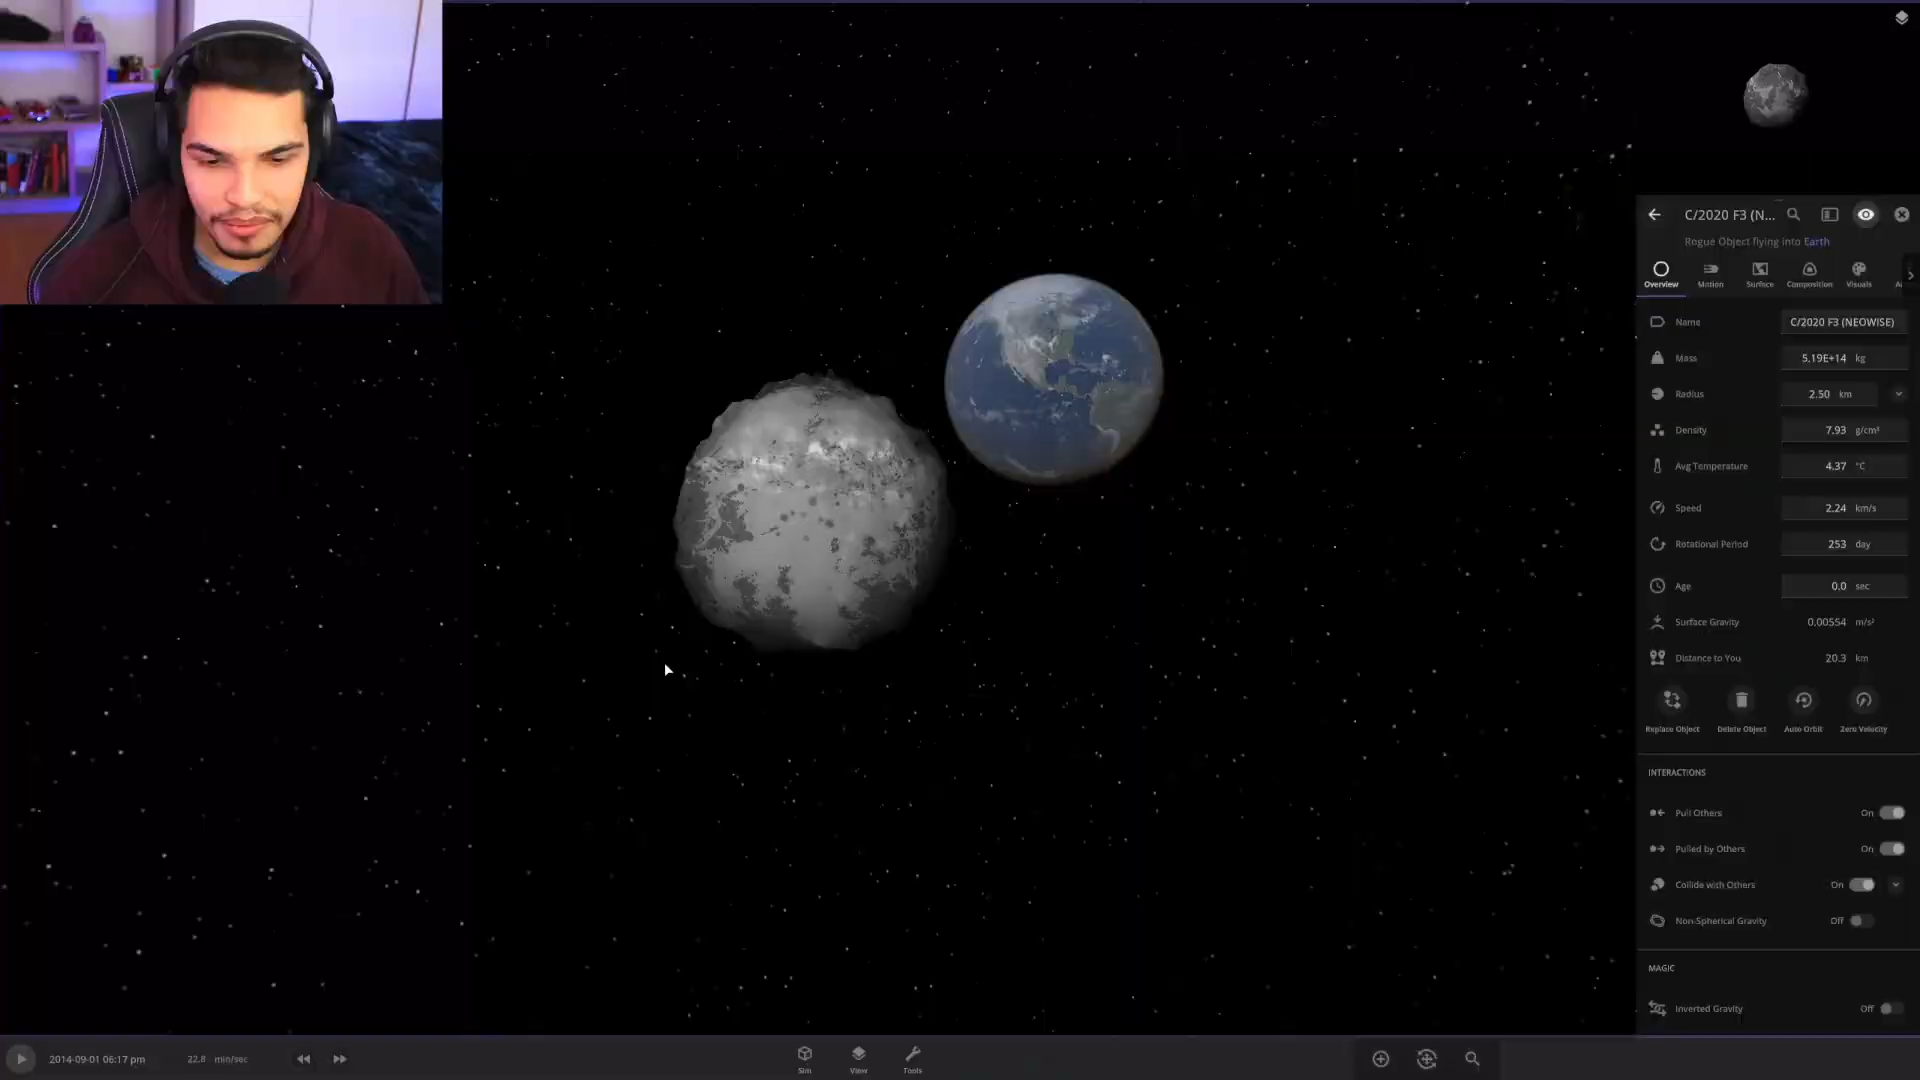 C/2020 F3 (N...
Rogue Object flying into Earth
Overview Motion Surface Composition Visuals
Name C/2020 F3 (NEOWISE)
Mass 5.19E+14 kg
Radius 2.50 km
Density 7.93 g/cm³
Avg Temperature 4.37 °C
Speed 2.24 km/s
Rotational Period 253 day
Age 0.0 sec
Surface Gravity 0.00554 m/s²
Distance to You 20.3 km
Replace Object Delete Object Auto Orbit Zero Velocity
INTERACTIONS
Pull Others On
Pulled by Others On
Collide with Others On
Non-Spherical Gravity Off
MAGIC
Inverted Gravity Off
2014-09-01 06:17 pm 22.8 min/sec Sim View Tools